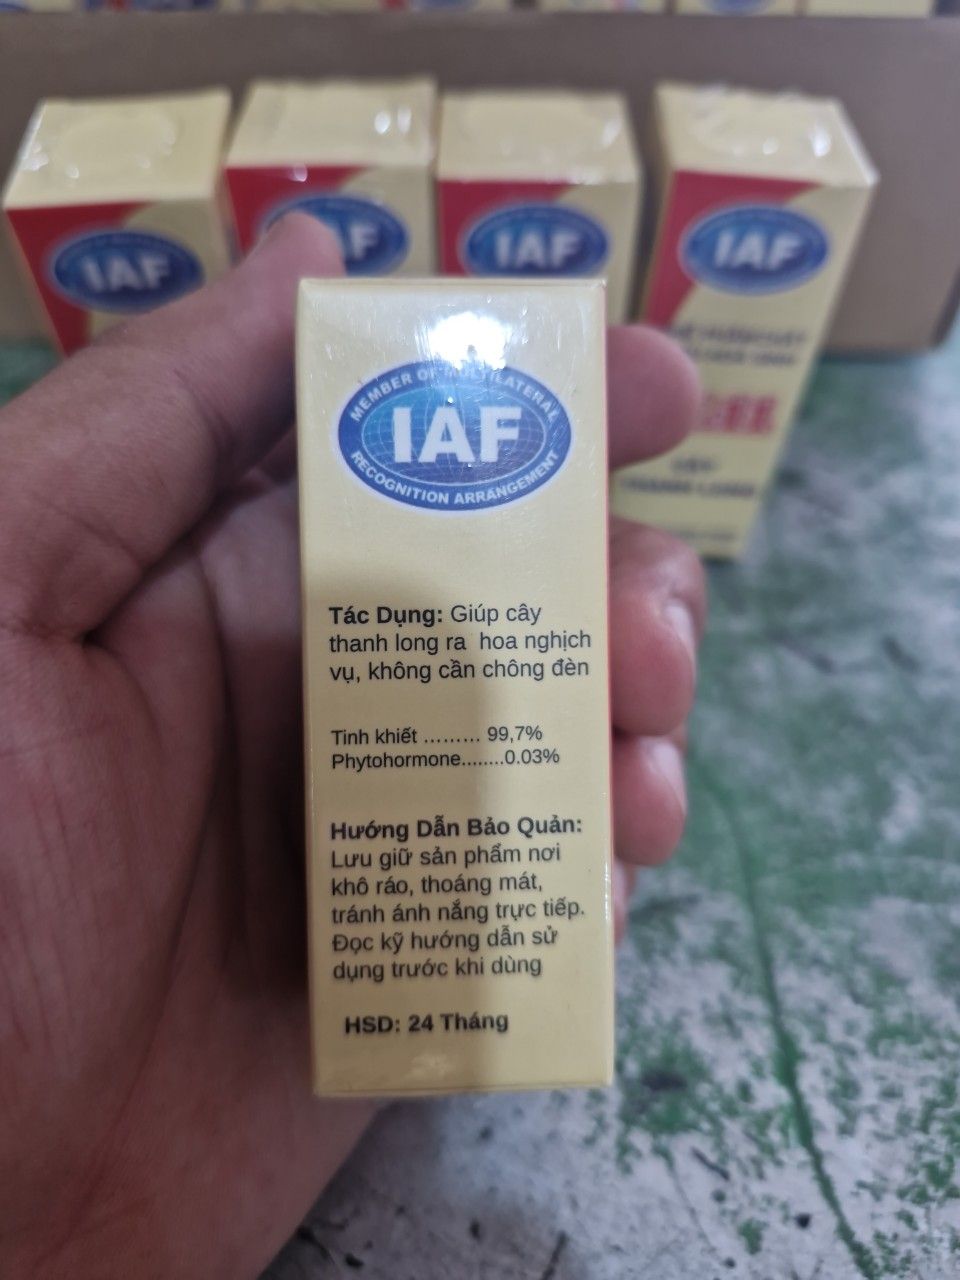 IAF
IAF
IAF
IAF
MEMBER OF MULTILATERAL
IAF
RECOGNITION ARRANGEMENT
Tác Dụng: Giúp cây
thanh long ra hoa nghịch
vụ, không cần chông đèn
Tinh khiết ......... 99,7%
Phytohormone........0.03%
Hướng Dẫn Bảo Quản:
Lưu giữ sản phẩm nơi
khô ráo, thoáng mát,
tránh ánh nắng trực tiếp.
Đọc kỹ hướng dẫn sử
dụng trước khi dùng
HSD: 24 Tháng
THANH LONG